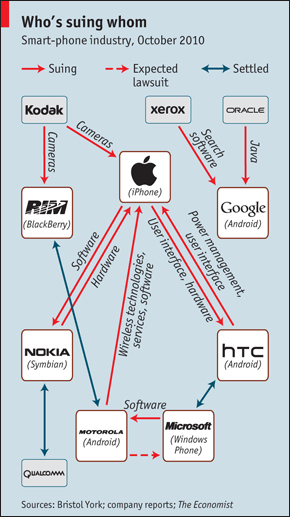 Who's suing whom
Smart-phone industry, October 2010
Suing
Expected
lawsuit
Settled
Kodak
xerox
ORACLE
Cameras
Cameras
Search
software
Java
RIM
(BlackBerry)
(iPhone)
Google
(Android)
Software
Hardware
Wireless technologies,
services, software
User interface, hardware
Power management,
user interface
NOKIA
(Symbian)
hTC
(Android)
Software
MOTOROLA
(Android)
Microsoft
(Windows
Phone)
QUALCOMM
Sources: Bristol York; company reports; The Economist